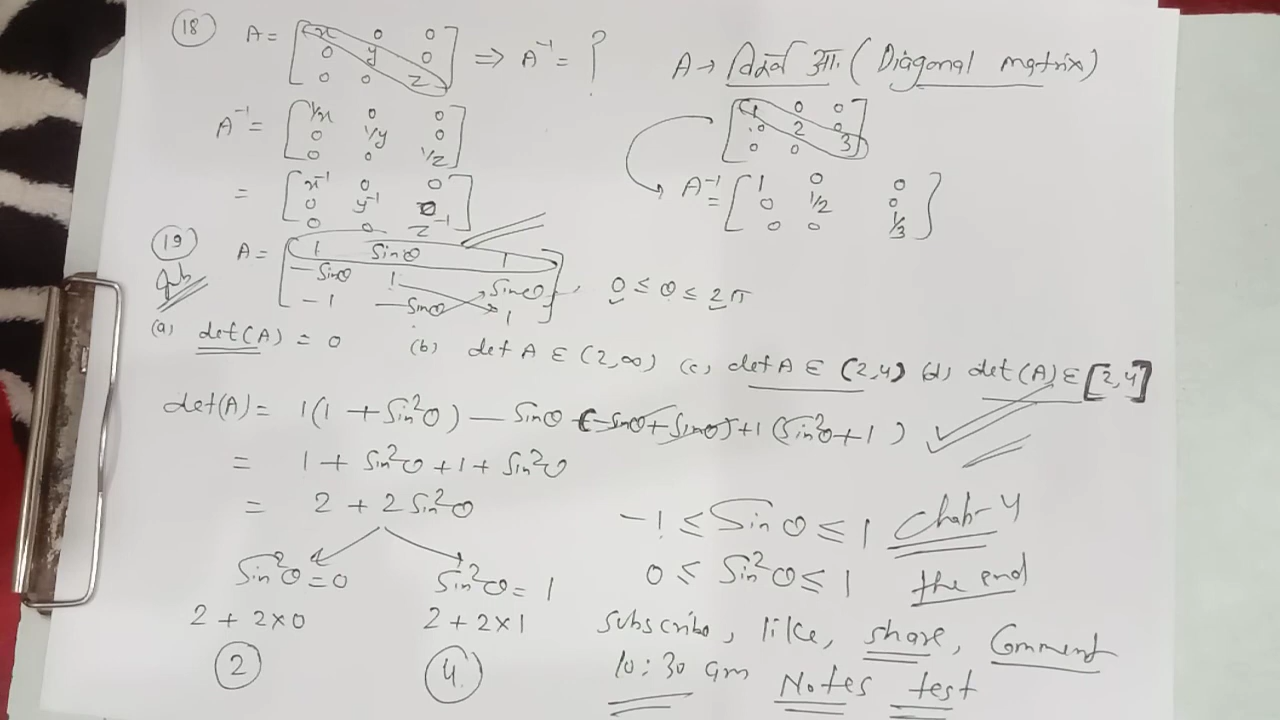 (18) A = [x 0 0 ⇒ A⁻¹ = ? A → विकर्ण आ. (Diagonal matrix)
0 y 0
0 0 z]
A⁻¹ = [1/x 0 0
0 1/y 0
0 0 1/z]
= [x⁻¹ 0 0
0 y⁻¹ 0
0 0 z⁻¹]
[1 0 0
0 2 0
0 0 3]
A⁻¹ = [1 0 0
0 1/2 0
0 0 1/3]
(19) A = [1 Sinθ 1
-Sinθ 1 Sinθ
-1 -Sinθ 1], 0 ≤ θ ≤ 2π
(a) det(A) = 0 (b) det A ∈ (2,∞) (c) det A ∈ (2,4) (d) det(A) ∈ [2,4]
det(A) = 1(1 + Sin²θ) - Sinθ (-Sinθ + Sinθ) + 1 (Sin²θ + 1)
= 1 + Sin²θ + 1 + Sin²θ
= 2 + 2 Sin²θ
Sin²θ = 0 Sin²θ = 1
2 + 2×0 2 + 2×1
2 4
-1 ≤ Sinθ ≤ 1 Chab-4
0 ≤ Sin²θ ≤ 1 the end
subscribe, like, share, Comment
10:30 am Notes test